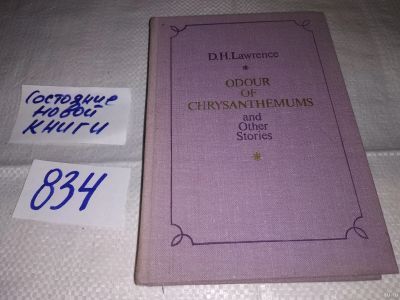 Состояние
новой
книги
834
D.H.Lawrence
*
ODOUR
OF
CHRYSANTHEMUMS
and
Other
Stories
*